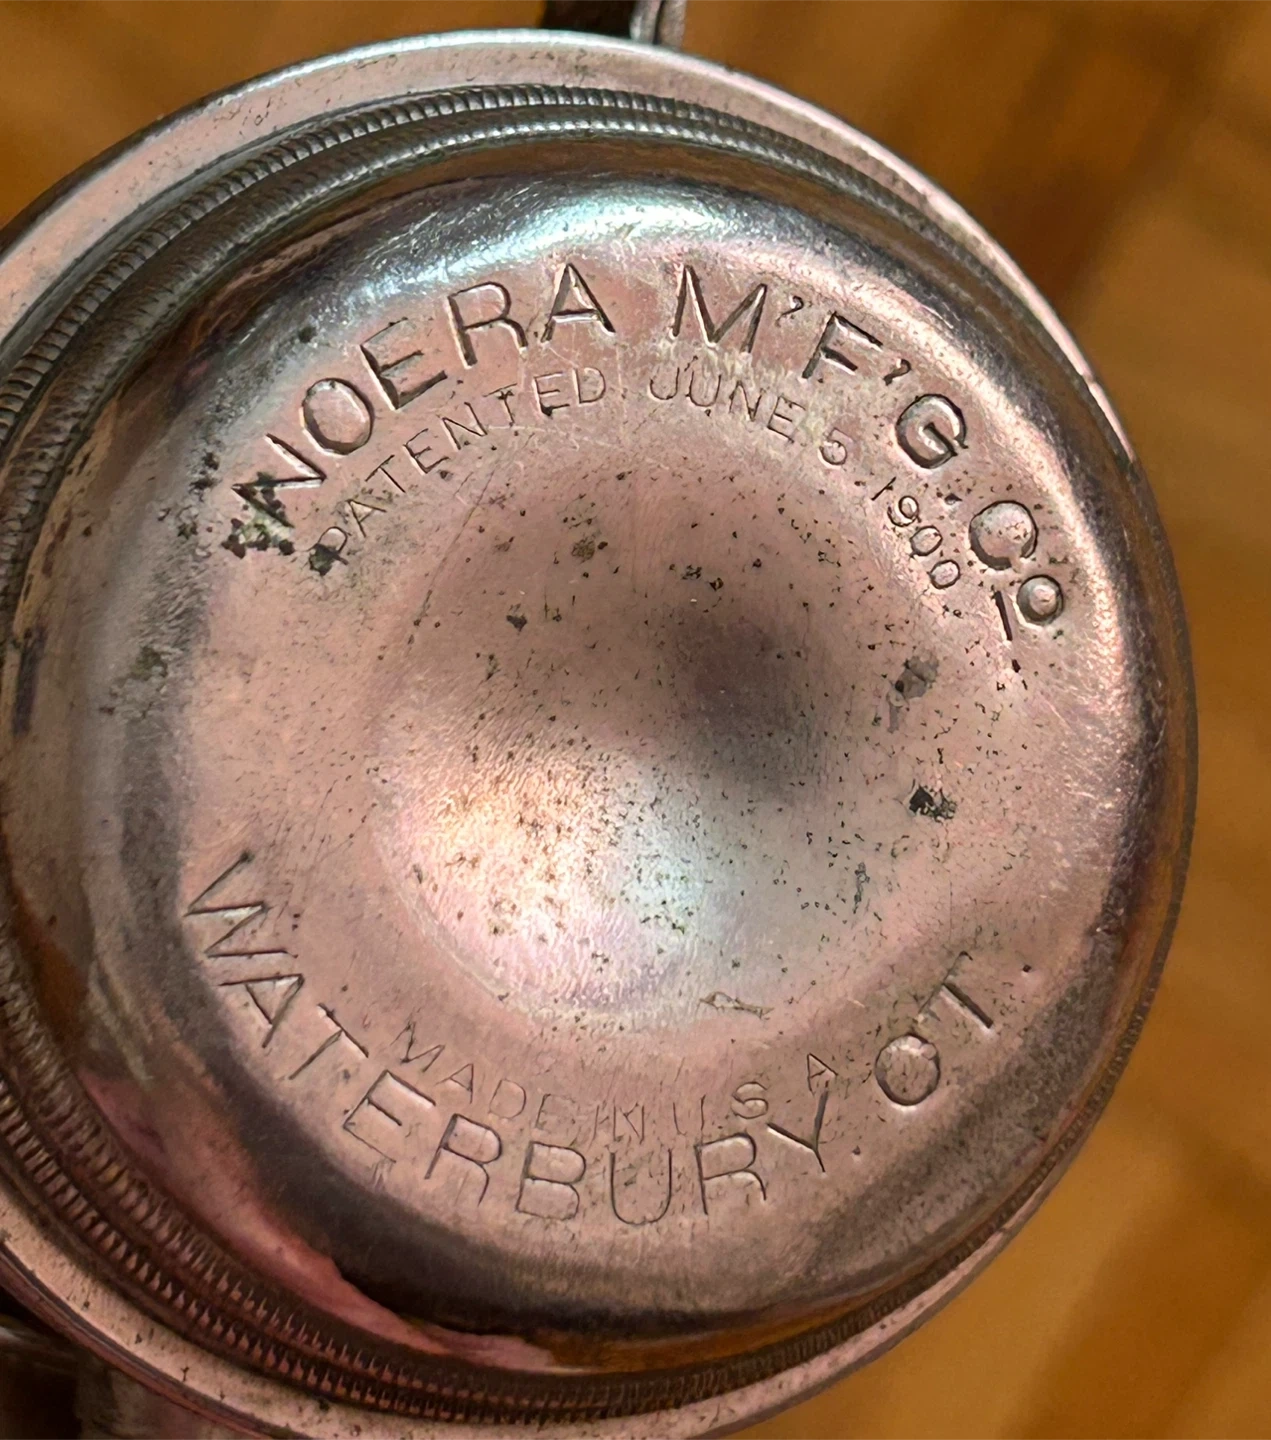 NOERA M'F'G. Co
PATENTED JUNE 5 1900
MADE IN U S A
WATERBURY. CT.